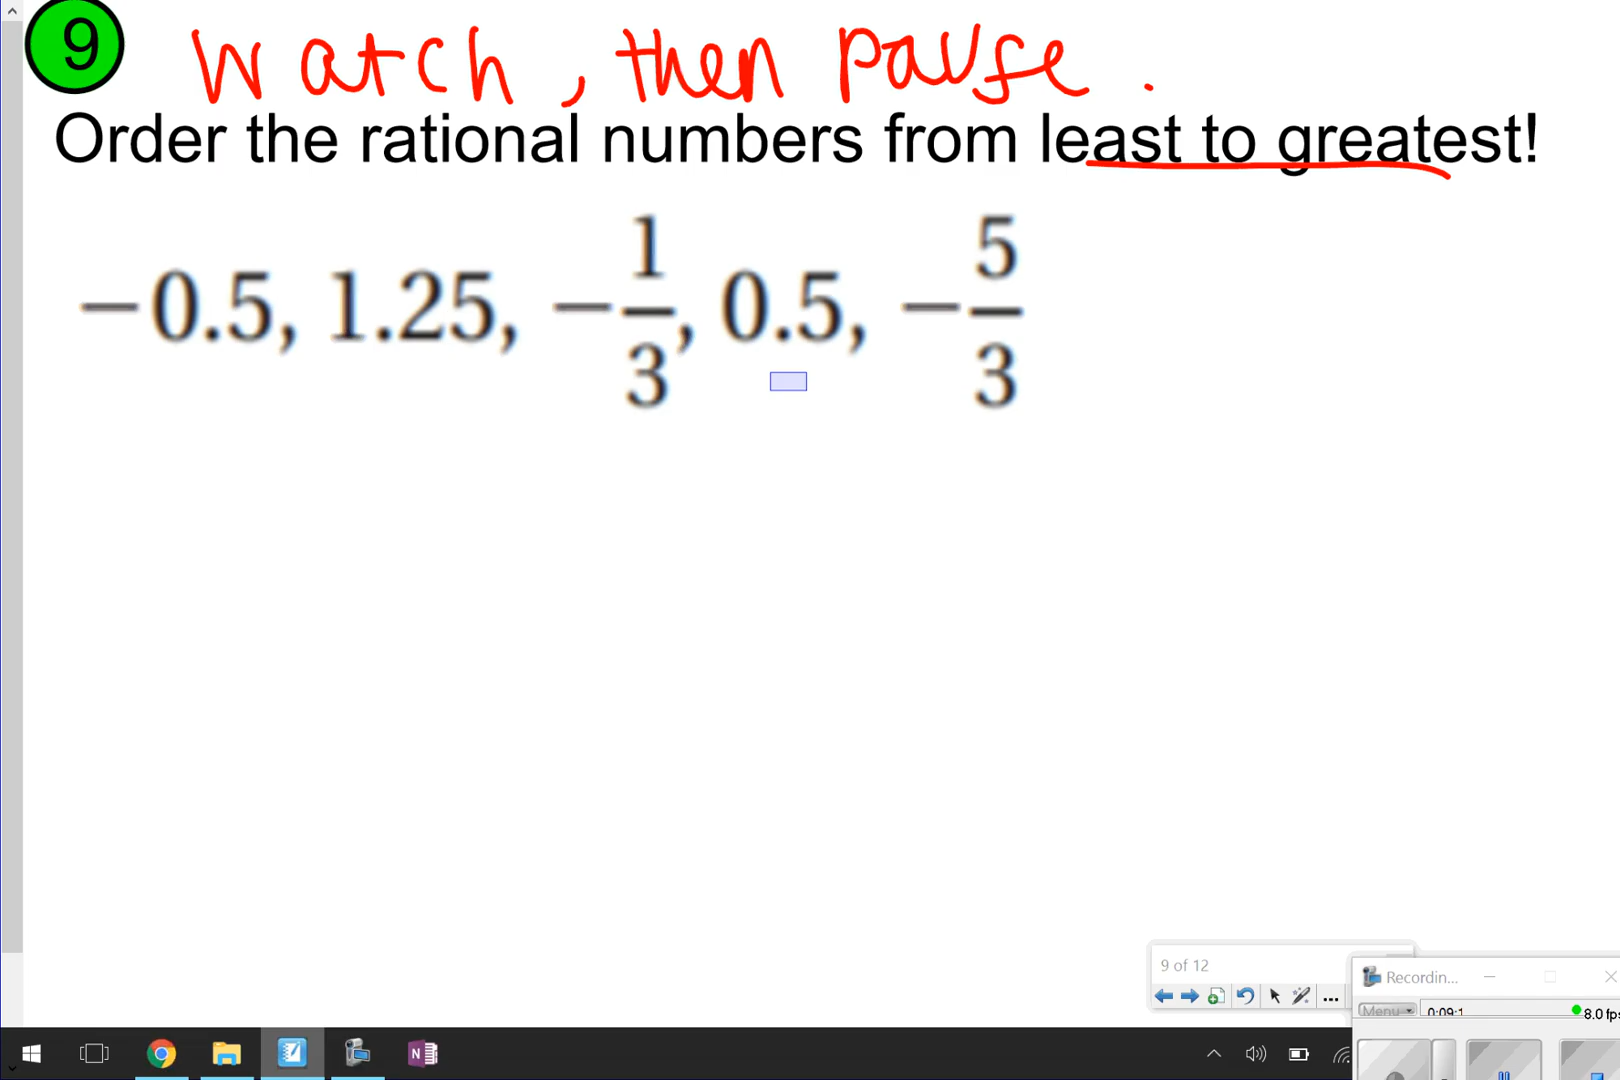 9 Watch, then pause.
Order the rational numbers from least to greatest!
−0.5, 1.25, −1/3, 0.5, −5/3
9 of 12
Recordin...
...
Menu
0:09:1
8.0 fps
N